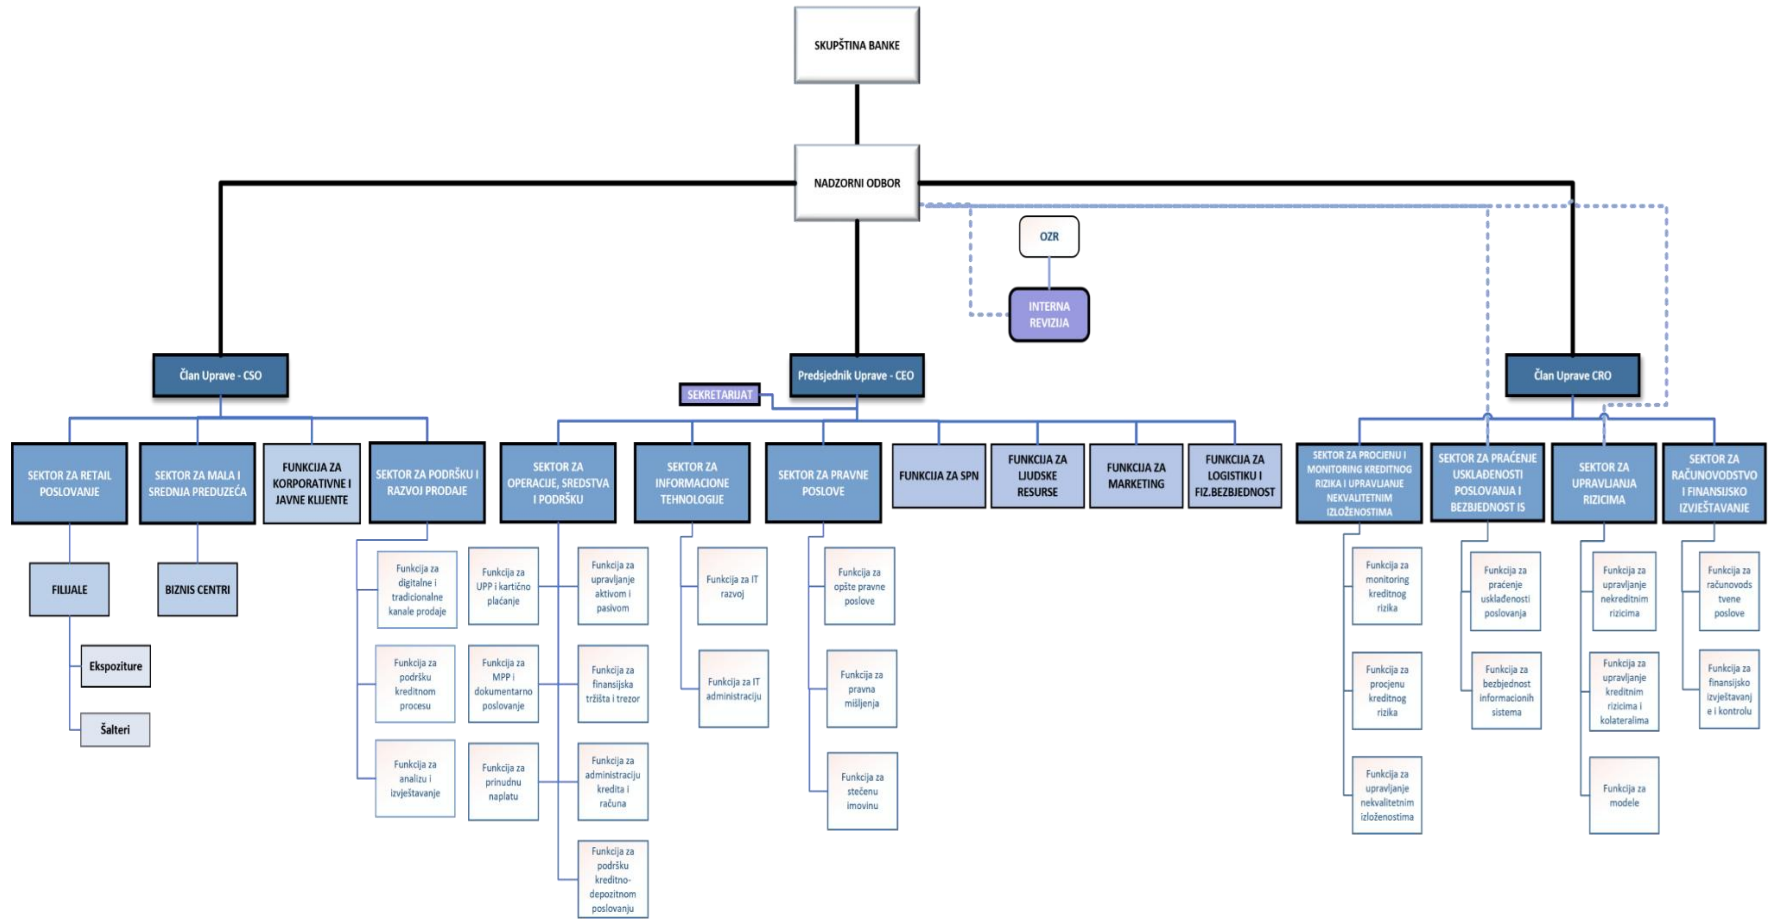 SKUPŠTINA BANKE
NADZORNI ODBOR
OZR
INTERNA
REVIZIJA
Član Uprave - CSO
Predsjednik Uprave - CEO
Član Uprave CRO
SEKRETARIJAT
SEKTOR ZA RETAIL
POSLOVANJE
SEKTOR ZA MALA I
SREDNJA PREDUZEĆA
FUNKCIJA ZA
KORPORATIVNE I
JAVNE KLIJENTE
SEKTOR ZA PODRŠKU I
RAZVOJ PRODAJE
SEKTOR ZA
OPERACIJE, SREDSTVA
I PODRŠKU
SEKTOR ZA
INFORMACIONE
TEHNOLOGIJE
SEKTOR ZA PRAVNE
POSLOVE
FUNKCIJA ZA SPN
FUNKCIJA ZA
LJUDSKE
RESURSE
FUNKCIJA ZA
MARKETING
FUNKCIJA ZA
LOGISTIKU I
FIZ.BEZBJEDNOST
SEKTOR ZA PROCJENU I
MONITORING KREDITNOG
RIZIKA I UPRAVLJANJE
NEKVALITETNIM
IZLOŽENOSTIMA
SEKTOR ZA PRAĆENJE
USKLAĐENOSTI
POSLOVANJA I
BEZBJEDNOST IS
SEKTOR ZA
UPRAVLJANJA
RIZICIMA
SEKTOR ZA
RAČUNOVODSTVO
I FINANSIJSKO
IZVJEŠTAVANJE
FILIJALE
Ekspoziture
Šalteri
BIZNIS CENTRI
Funkcija za
digitalne i
tradicionalne
kanale prodaje
Funkcija za
podršku
kreditnom
procesu
Funkcija za
analizu i
izvještavanje
Funkcija za
UPP i kartično
plaćanje
Funkcija za
MPP i
dokumentarno
poslovanje
Funkcija za
prinudnu
naplatu
Funkcija za
upravljanje
aktivom i
pasivom
Funkcija za
finansijska
tržišta i trezor
Funkcija za
administraciju
kredita i
računa
Funkcija za
podršku
kreditno-
depozitnom
poslovanju
Funkcija za IT
razvoj
Funkcija za IT
administraciju
Funkcija za
opšte pravne
poslove
Funkcija za
pravna
mišljenja
Funkcija za
stečenu
imovinu
Funkcija za
monitoring
kreditnog
rizika
Funkcija za
procjenu
kreditnog
rizika
Funkcija za
upravljanje
nekvalitetnim
izloženostima
Funkcija za
praćenje
usklađenosti
poslovanja
Funkcija za
bezbjednost
informacionih
sistema
Funkcija za
upravljanje
nekreditnim
rizicima
Funkcija za
upravljanje
kreditnim
rizicima i
kolateralima
Funkcija za
modele
Funkcija za
računovods
tvene
poslove
Funkcija za
finansijsko
izvještavanj
e i kontrolu